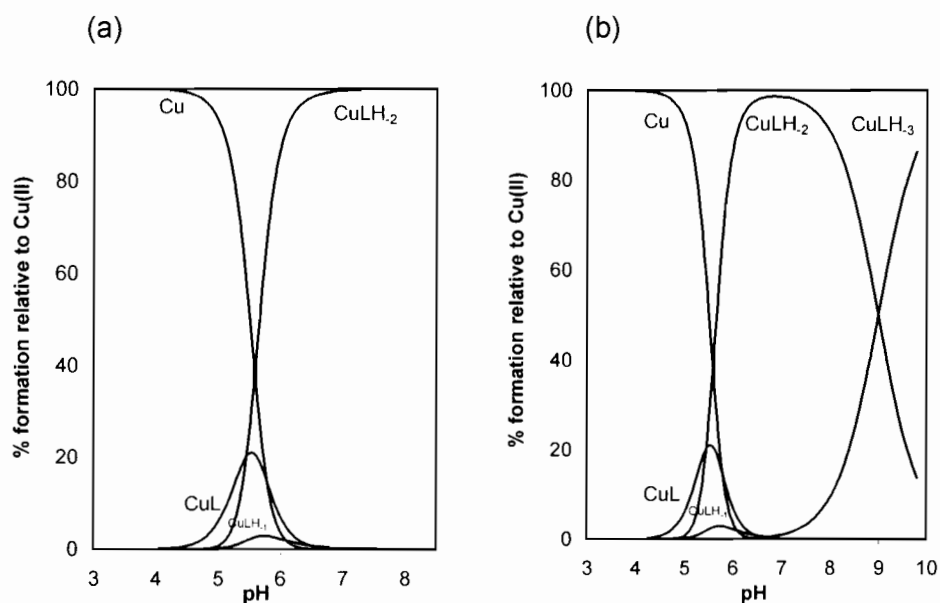 (a)
% formation relative to Cu(II)
100
80
60
40
20
0
Cu
CuLH-2
CuL
CuLH-1
3 4 5 6 7 8
pH
(b)
% formation relative to Cu(II)
100
80
60
40
20
0
Cu
CuLH-2
CuLH-3
CuL
CuLH-1
3 4 5 6 7 8 9 10
pH